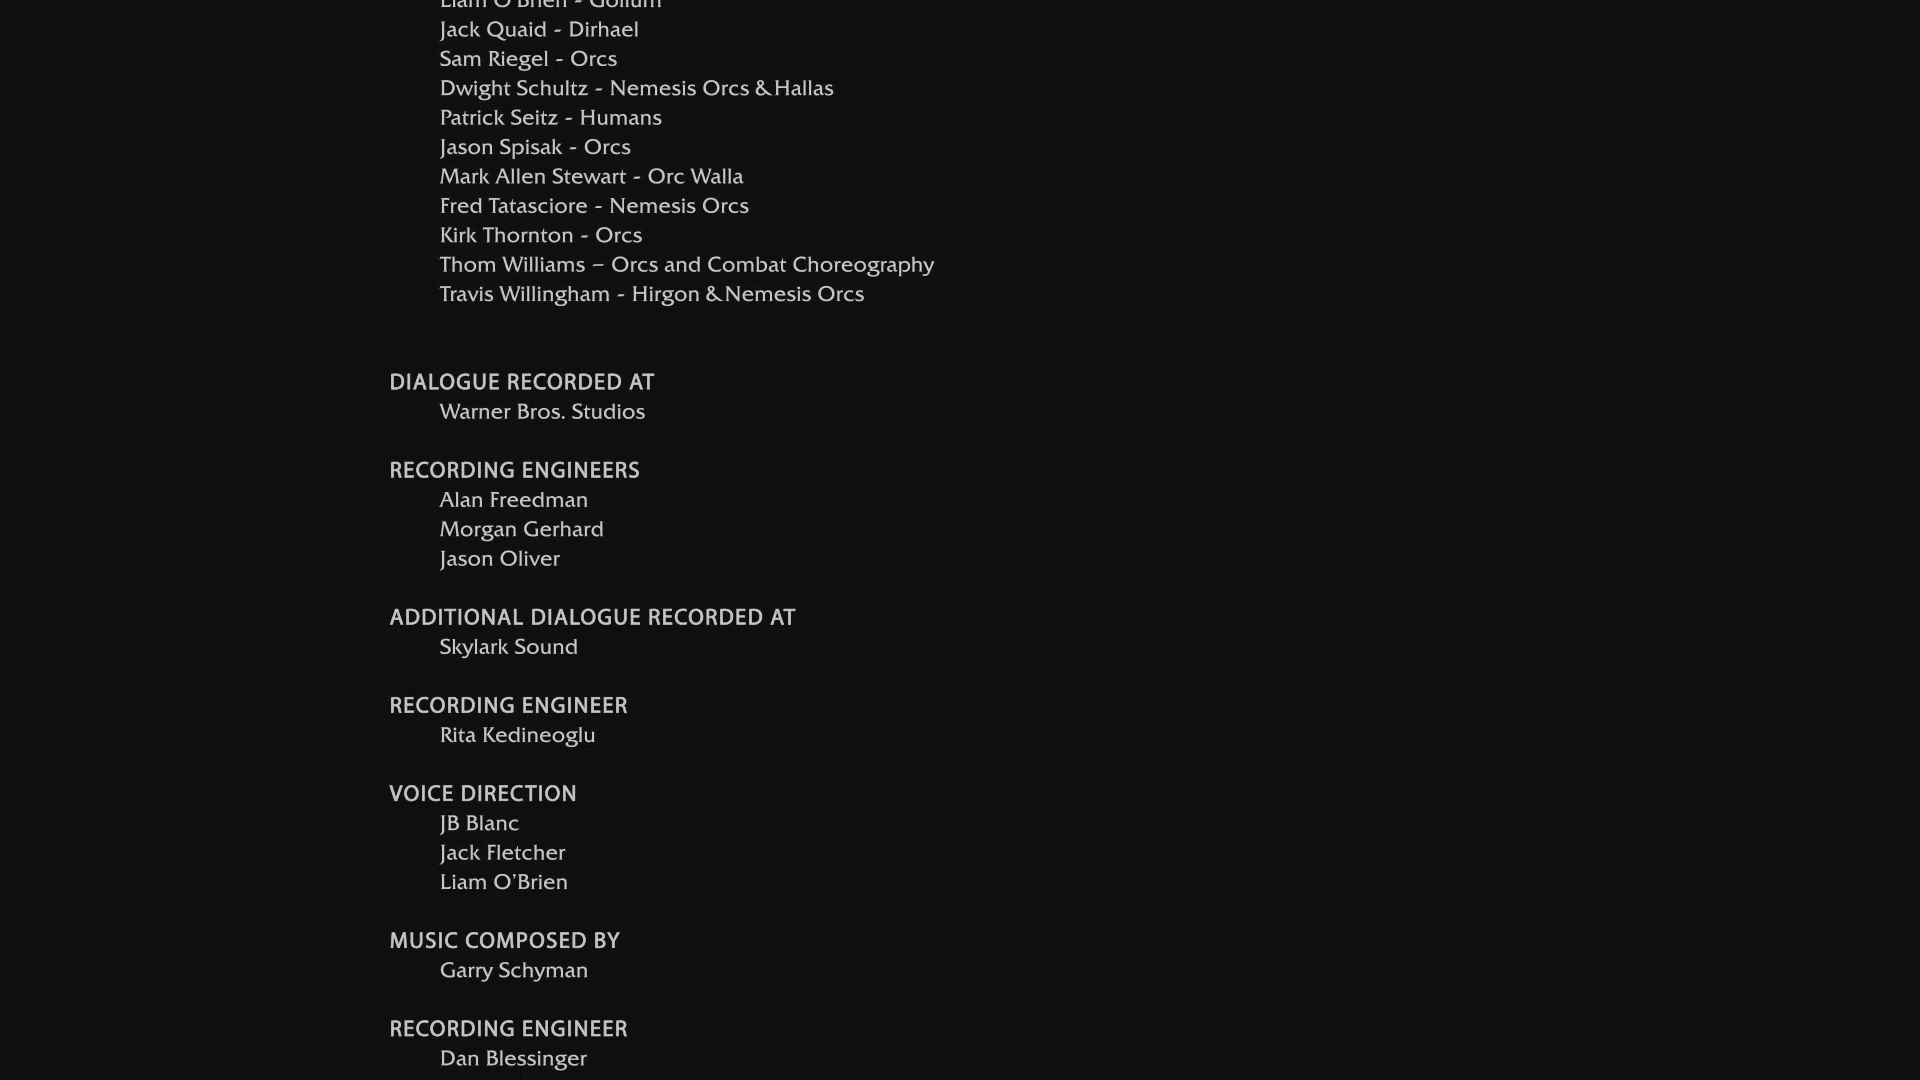 Liam O'Brien - Gollum
Jack Quaid - Dirhael
Sam Riegel - Orcs
Dwight Schultz - Nemesis Orcs & Hallas
Patrick Seitz - Humans
Jason Spisak - Orcs
Mark Allen Stewart - Orc Walla
Fred Tatasciore - Nemesis Orcs
Kirk Thornton - Orcs
Thom Williams – Orcs and Combat Choreography
Travis Willingham - Hirgon & Nemesis Orcs
DIALOGUE RECORDED AT
Warner Bros. Studios
RECORDING ENGINEERS
Alan Freedman
Morgan Gerhard
Jason Oliver
ADDITIONAL DIALOGUE RECORDED AT
Skylark Sound
RECORDING ENGINEER
Rita Kedineoglu
VOICE DIRECTION
JB Blanc
Jack Fletcher
Liam O’Brien
MUSIC COMPOSED BY
Garry Schyman
RECORDING ENGINEER
Dan Blessinger